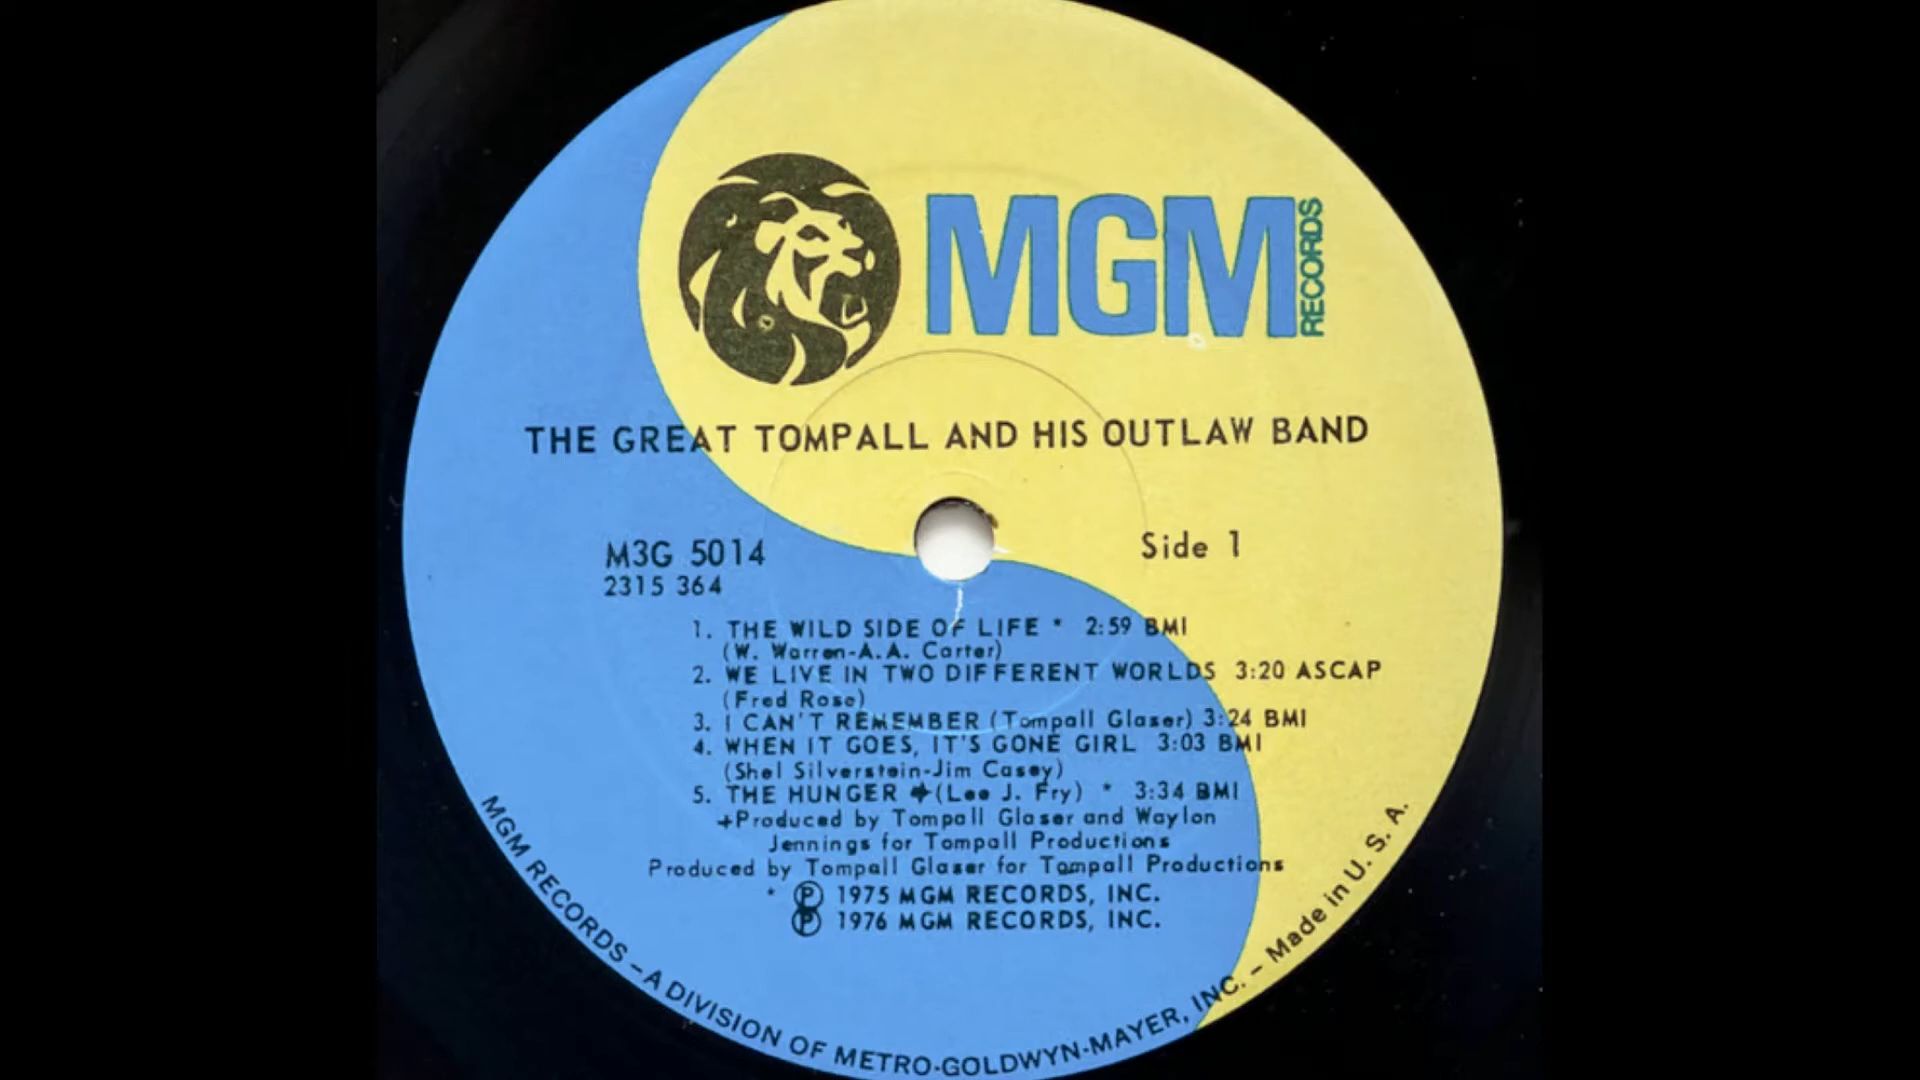 MGM RECORDS
THE GREAT TOMPALL AND HIS OUTLAW BAND
M3G 5014
2315 364
Side 1
1. THE WILD SIDE OF LIFE * 2:59 BMI
(W. Warren-A.A. Carter)
2. WE LIVE IN TWO DIFFERENT WORLDS 3:20 ASCAP
(Fred Rose)
3. I CAN'T REMEMBER (Tompall Glaser) 3:24 BMI
4. WHEN IT GOES, IT'S GONE GIRL 3:03 BMI
(Shel Silverstein-Jim Casey)
5. THE HUNGER +(Lee J. Fry) * 3:34 BMI
+Produced by Tompall Glaser and Waylon
Jennings for Tompall Productions
Produced by Tompall Glaser for Tompall Productions
* Ⓟ 1975 MGM RECORDS, INC.
Ⓟ 1976 MGM RECORDS, INC.
MGM RECORDS – A DIVISION OF METRO-GOLDWYN-MAYER, INC. – Made in U. S. A.